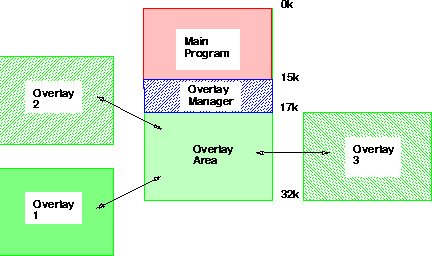 0k
Main
Program
15k
Overlay
Manager
17k
Overlay
2
Overlay
Area
Overlay
3
Overlay
1
32k